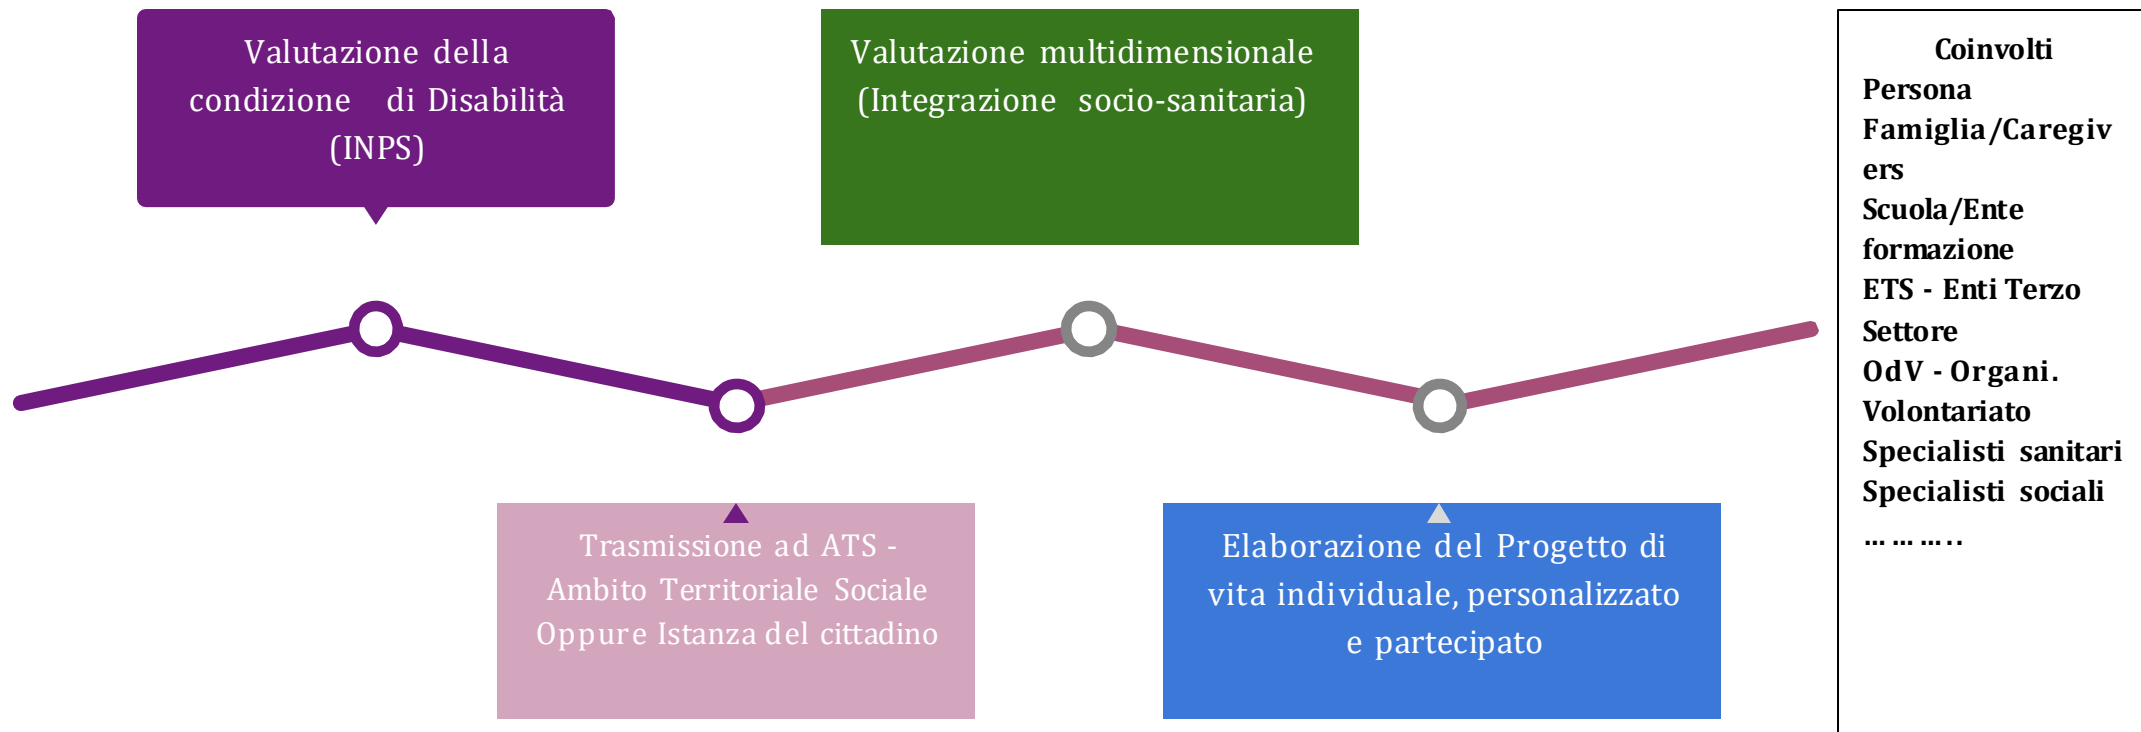 Valutazione della
condizione di Disabilità
(INPS)
Valutazione multidimensionale
(Integrazione socio-sanitaria)
Trasmissione ad ATS -
Ambito Territoriale Sociale
Oppure Istanza del cittadino
Elaborazione del Progetto di
vita individuale, personalizzato
e partecipato
Coinvolti
Persona
Famiglia/Caregiv
ers
Scuola/Ente
formazione
ETS - Enti Terzo
Settore
OdV - Organi.
Volontariato
Specialisti sanitari
Specialisti sociali
... ... ... ..